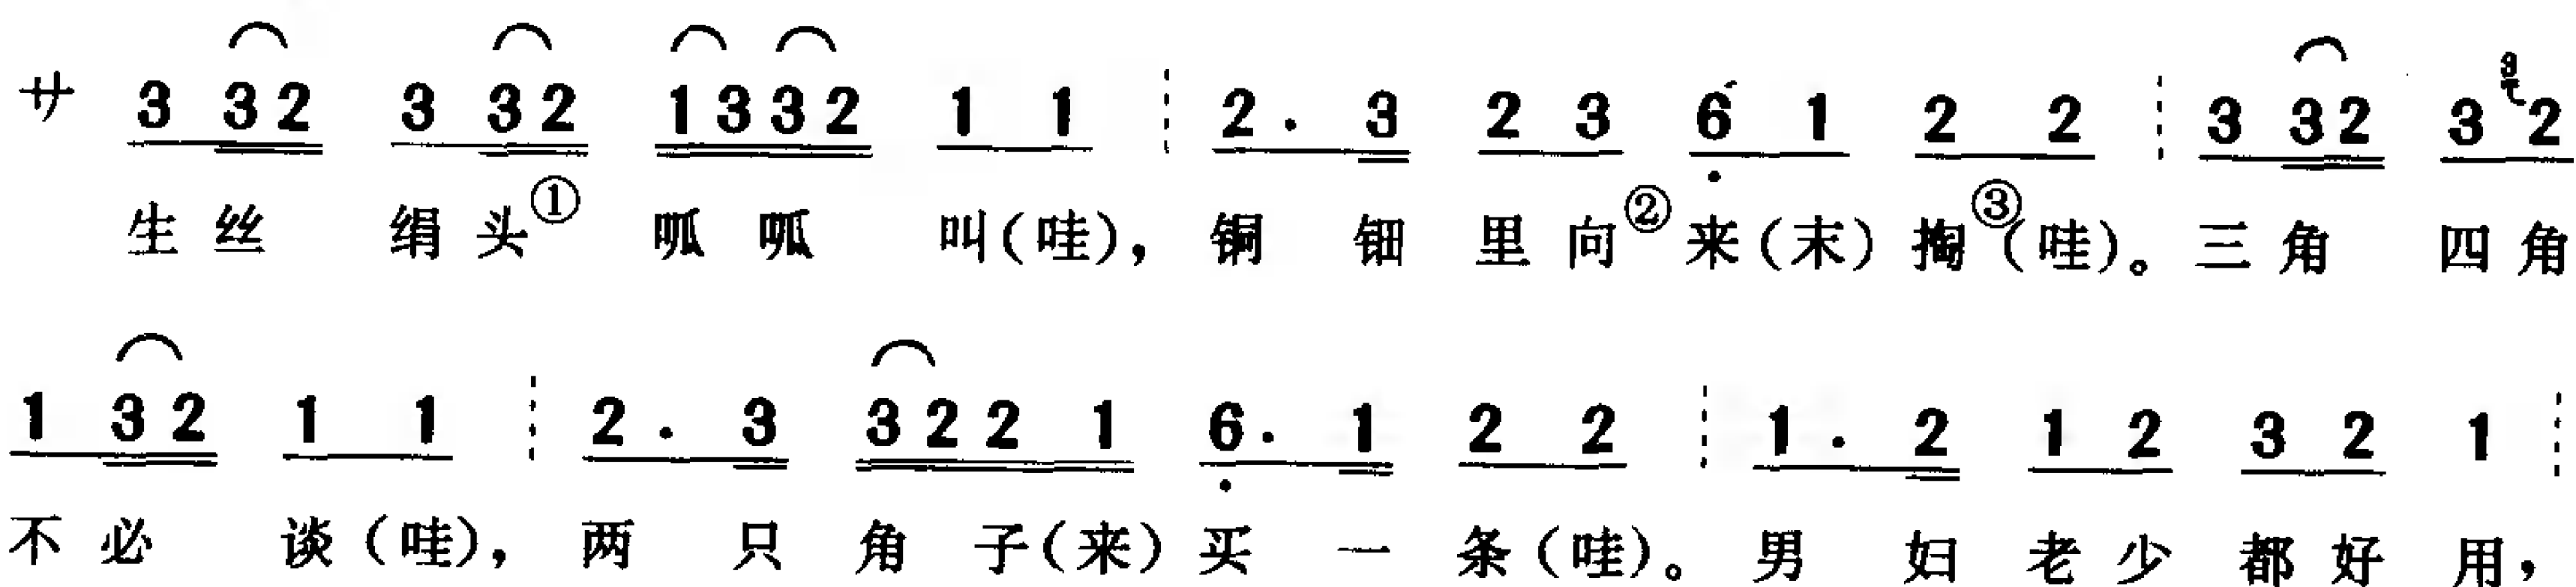 サ 3 32 3 32 1332 1 1 ┊ 2. 3 2 3 6 1 2 2 ┊ 3 32 3 3 2
生丝 绢头① 呱呱 叫(哇), 铜 钿 里向② 来(末) 掏③(哇)。三角 四角
1 32 1 1 ┊ 2. 3 322 1 6. 1 2 2 ┊ 1. 2 1 2 3 2 1 ┊
不必 谈(哇), 两 只 角 子(来) 买 一 条(哇)。男 妇 老少 都好 用,